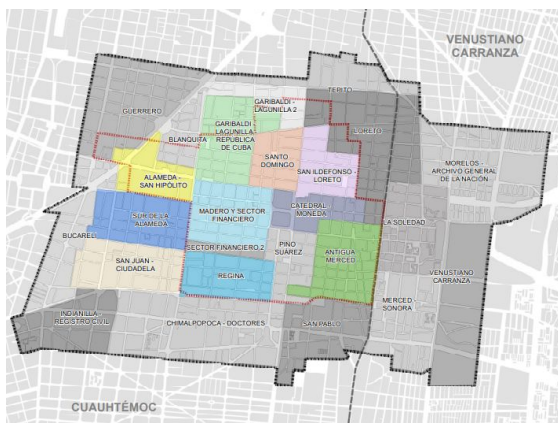 VENUSTIANO
CARRANZA
TEPITO
GUERRERO
GARIBALDI -
LAGUNILLA 2
GARIBALDI
LAGUNILLA -
REPÚBLICA
DE CUBA
BLANQUITA
LORETO
SANTO
DOMINGO
SAN ILDEFONSO -
LORETO
MORELOS -
ARCHIVO GENERAL
DE LA NACIÓN
ALAMEDA -
SAN HIPÓLITO
CATEDRAL
MONEDA
MADERO Y SECTOR
FINANCIERO
SUR DE LA
ALAMEDA
LA SOLEDAD
BUCARELI
SECTOR FINANCIERO 2
PINO
SUÁREZ
ANTIGUA
MERCED
SAN JUAN -
CIUDADELA
REGINA
VENUSTIANO
CARRANZA
MERCED
SONORA
INDIANILLA -
REGISTRO CIVIL
CHIMALPOPOCA - DOCTORES
SAN PABLO
CUAUHTÉMOC